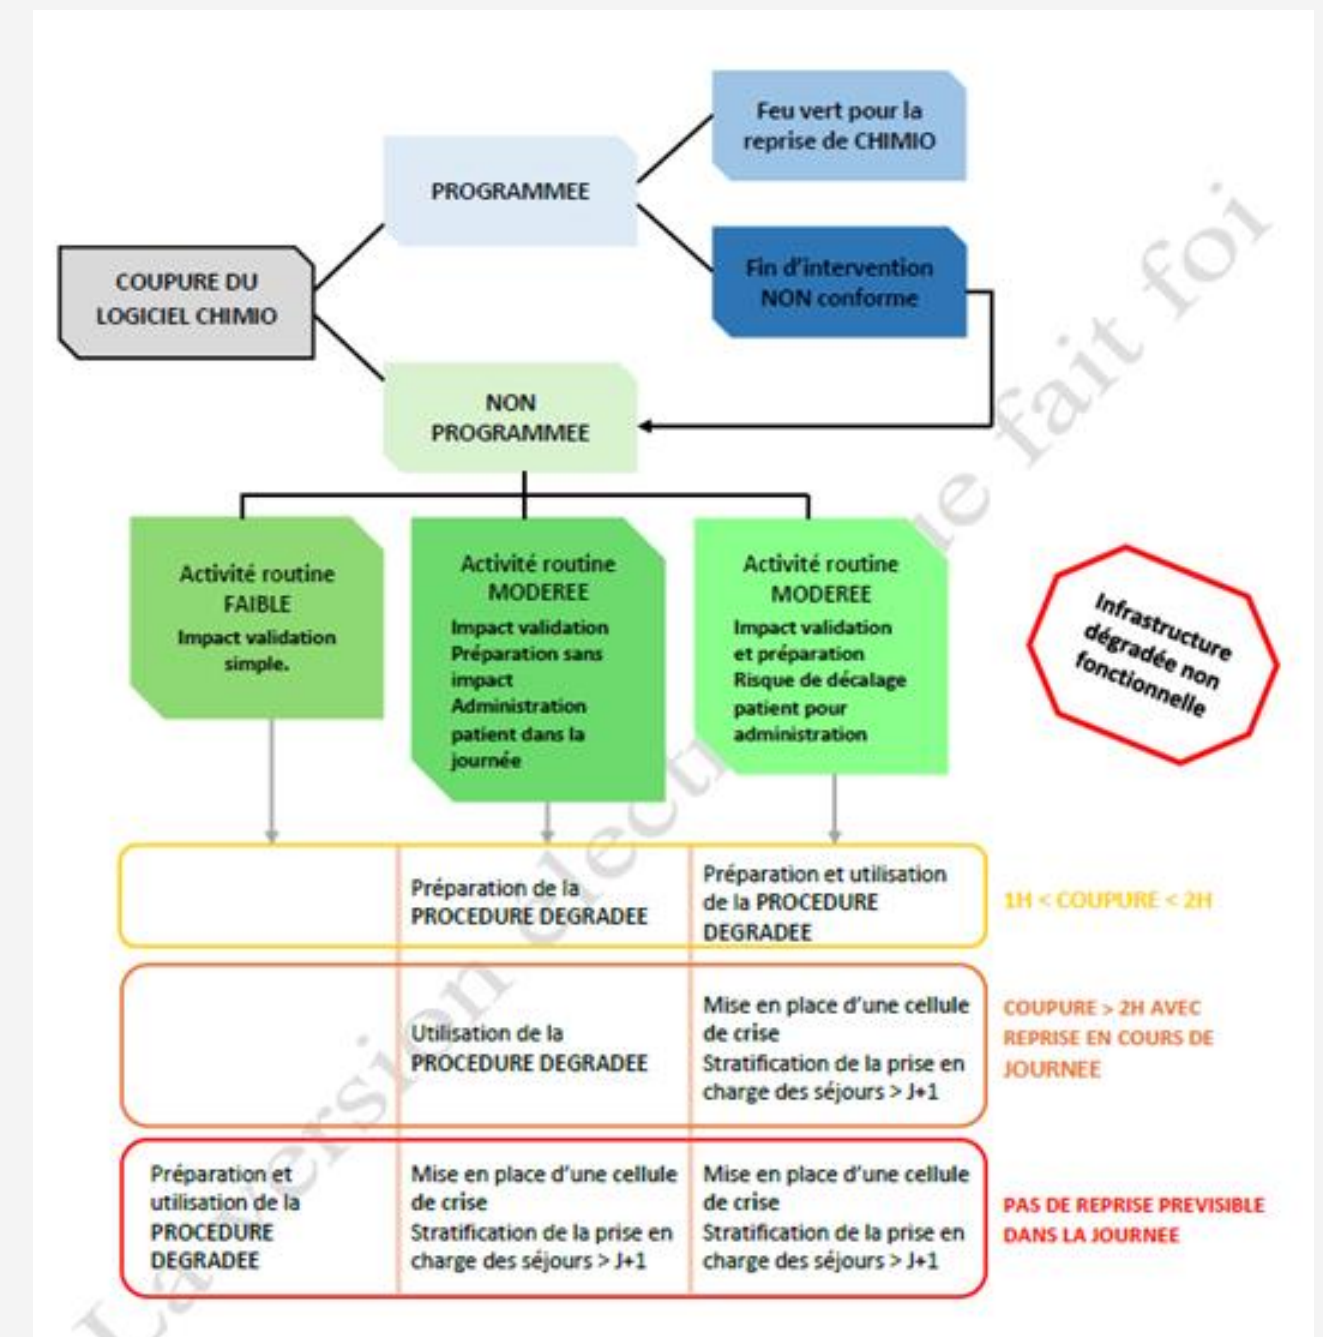 Feu vert pour la
reprise de CHIMIO
PROGRAMMEE
COUPURE DU
LOGICIEL CHIMIO
Fin d'intervention
NON conforme
NON
PROGRAMMEE
Activité routine
FAIBLE
Impact validation
simple.
Activité routine
MODEREE
Impact validation
Préparation sans
impact
Administration
patient dans la
journée
Activité routine
MODEREE
Impact validation
et préparation
Risque de décalage
patient pour
administration
Infrastructure
dégradée non
fonctionnelle
Préparation de la
PROCEDURE DEGRADEE
Préparation et utilisation
de la PROCEDURE
DEGRADEE
1H < COUPURE < 2H
Utilisation de la
PROCEDURE DEGRADEE
Mise en place d'une cellule
de crise
Stratification de la prise en
charge des séjours > J+1
COUPURE > 2H AVEC
REPRISE EN COURS DE
JOURNEE
Préparation et
utilisation de la
PROCEDURE
DEGRADEE
Mise en place d'une cellule
de crise
Stratification de la prise en
charge des séjours > J+1
Mise en place d'une cellule
de crise
Stratification de la prise en
charge des séjours > J+1
PAS DE REPRISE PREVISIBLE
DANS LA JOURNEE
La version fait foi